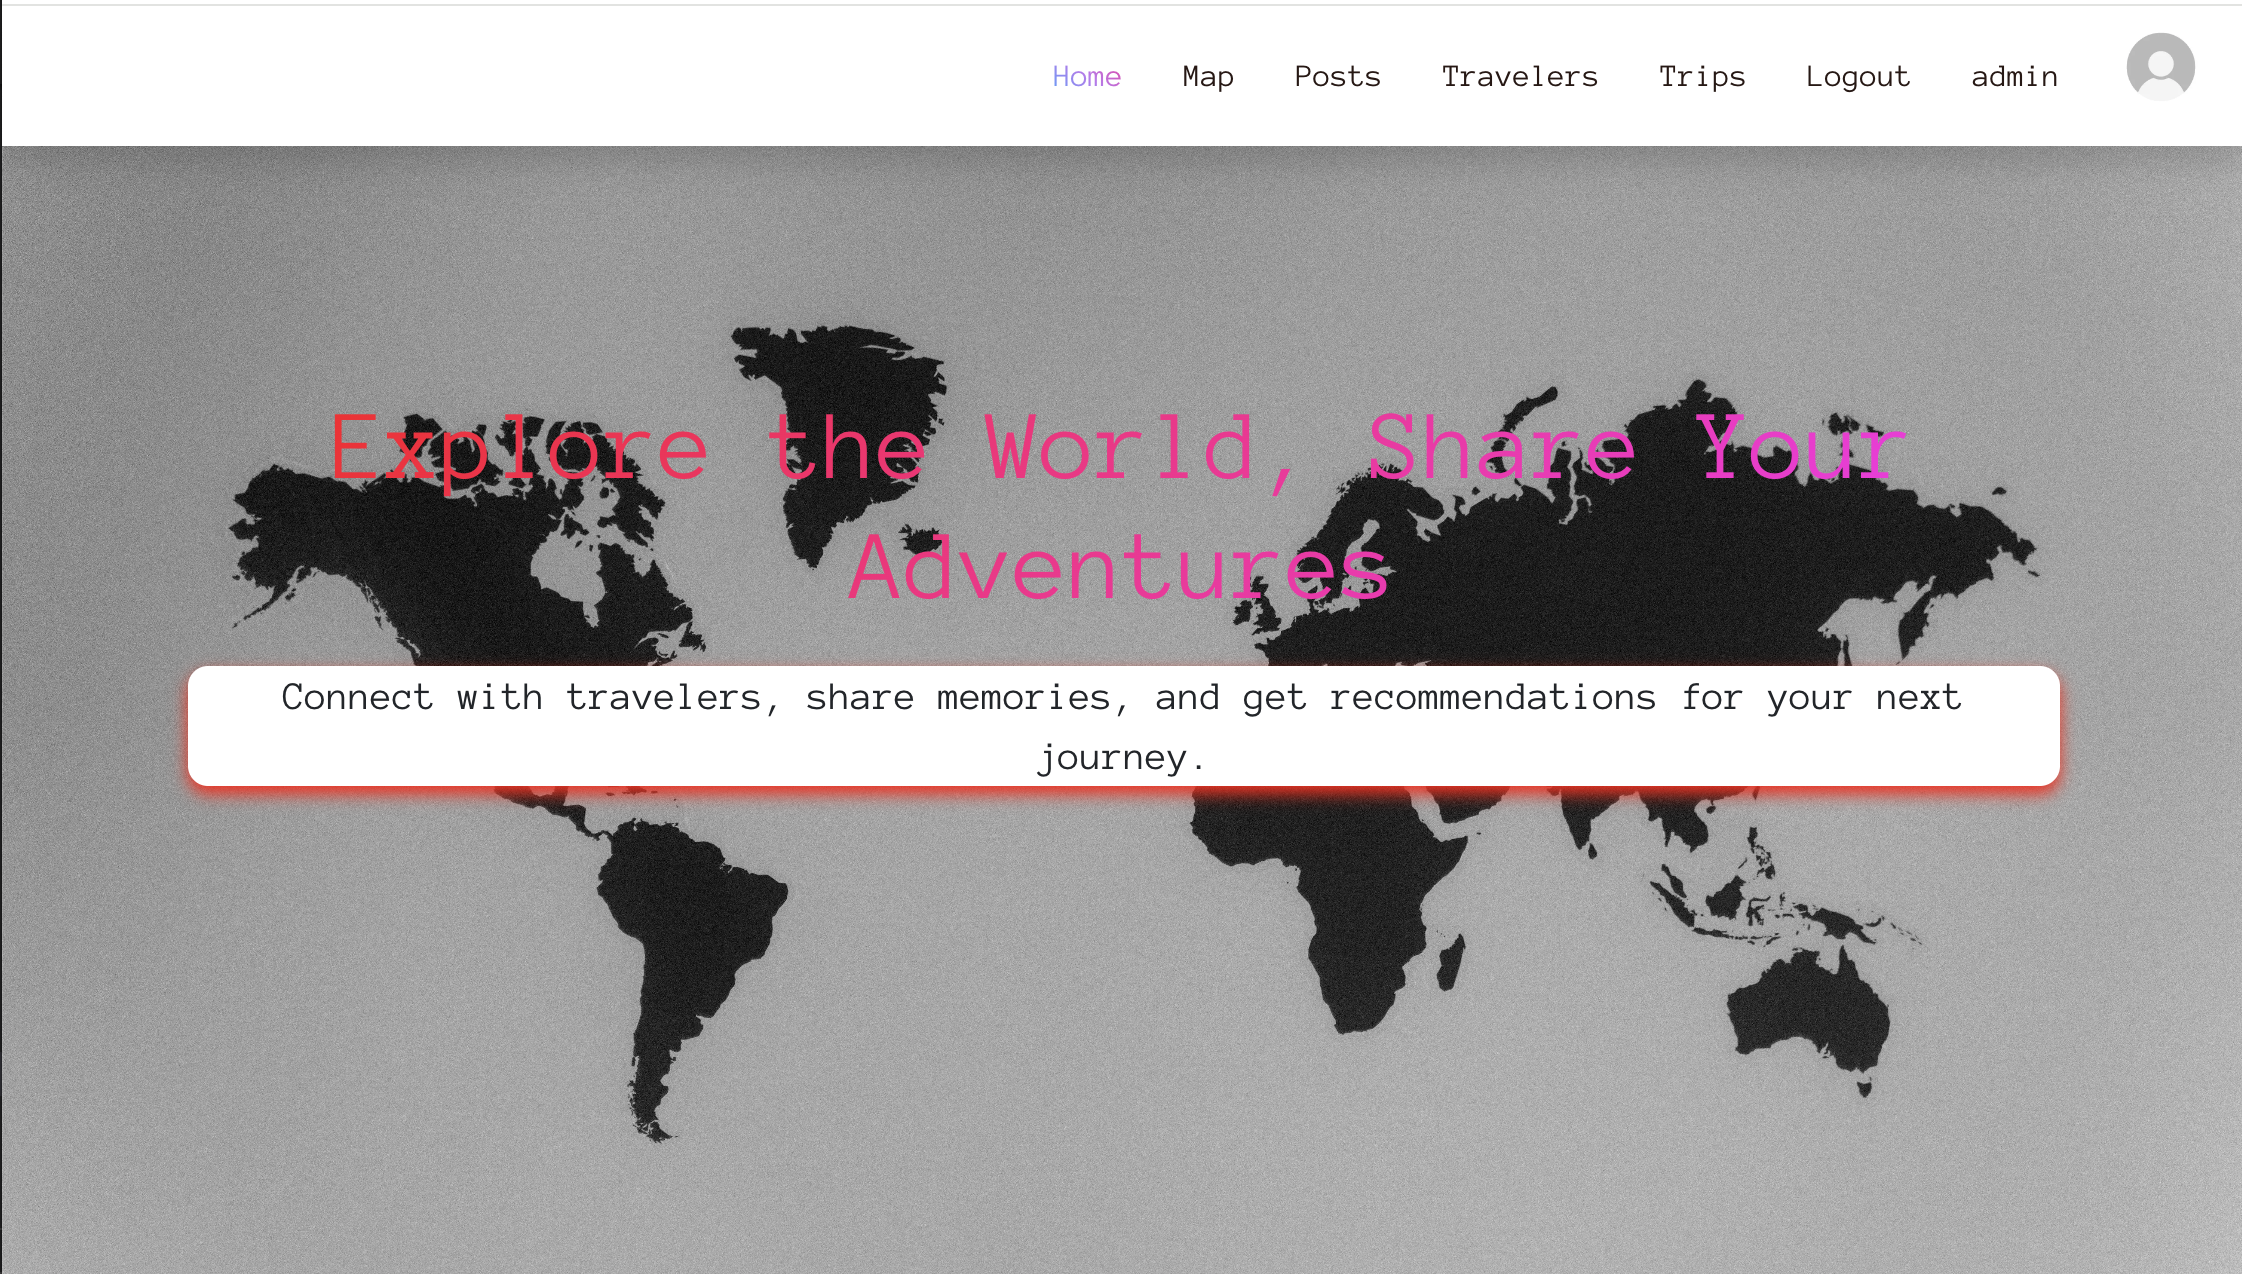 Home Map Posts Travelers Trips Logout admin
Explore the World, Share Your
Adventures
Connect with travelers, share memories, and get recommendations for your next
journey.